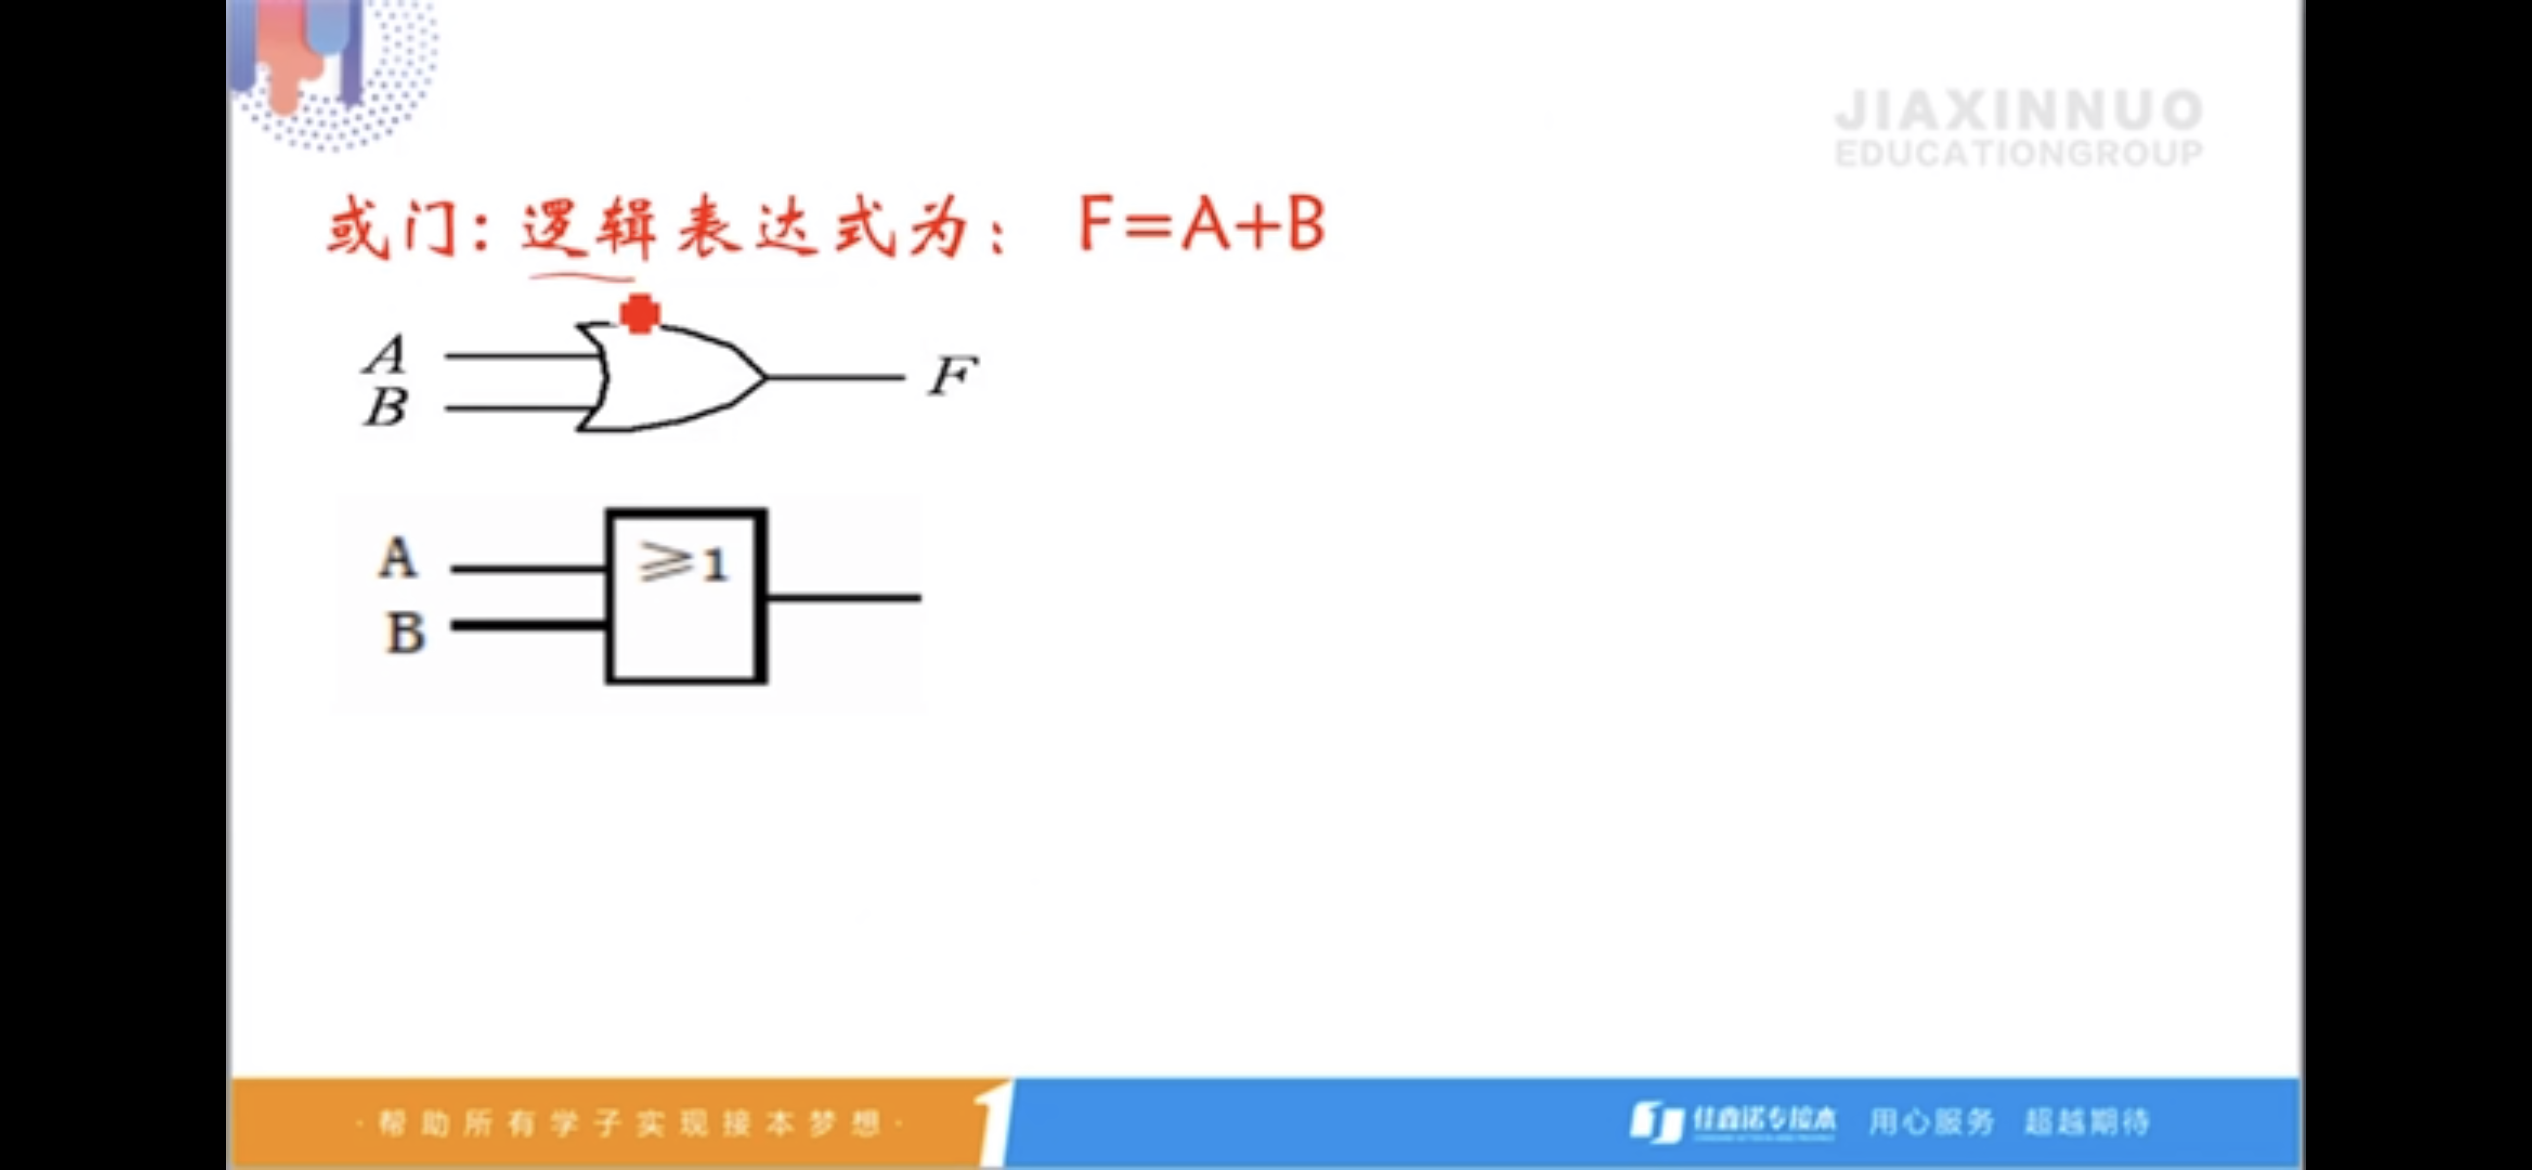 JIAXINNUO
EDUCATIONGROUP
或门：逻辑表达式为： F=A+B
A
B
F
A
B
≥1
·帮助所有学子实现接本梦想·
1
佳鑫诺专接本 用心服务 超越期待